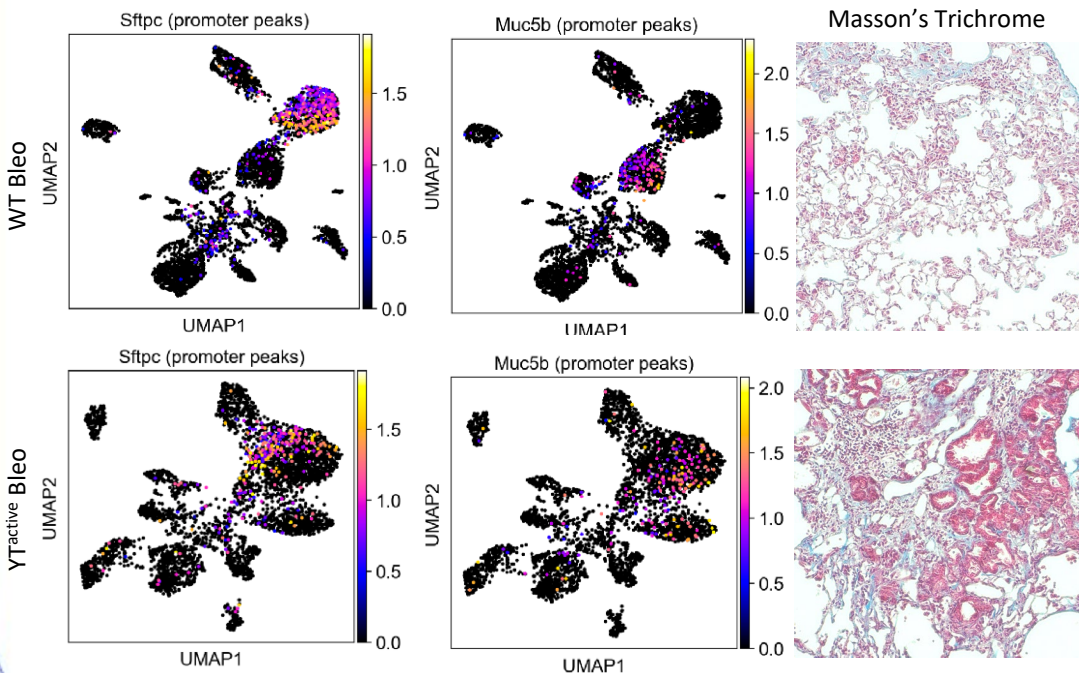 Sftpc (promoter peaks)
Muc5b (promoter peaks)
Masson’s Trichrome
WT Bleo
UMAP2
1.5
1.0
0.5
0.0
UMAP1
UMAP2
2.0
1.5
1.0
0.5
0.0
UMAP1
Sftpc (promoter peaks)
Muc5b (promoter peaks)
YTactive Bleo
UMAP2
1.5
1.0
0.5
0.0
UMAP1
UMAP2
2.0
1.5
1.0
0.5
0.0
UMAP1